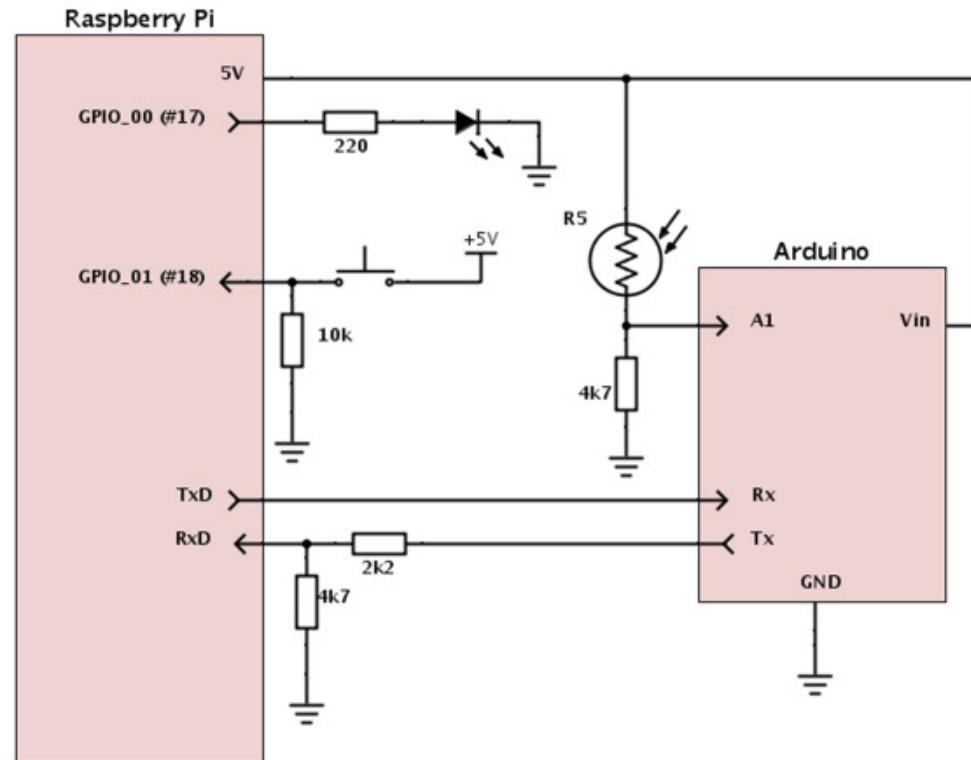 Raspberry Pi
5V
GPIO_00 (#17)
220
R5
+5V
Arduino
GPIO_01 (#18)
10k
A1
Vin
4k7
TxD
Rx
RxD
Tx
2k2
4k7
GND